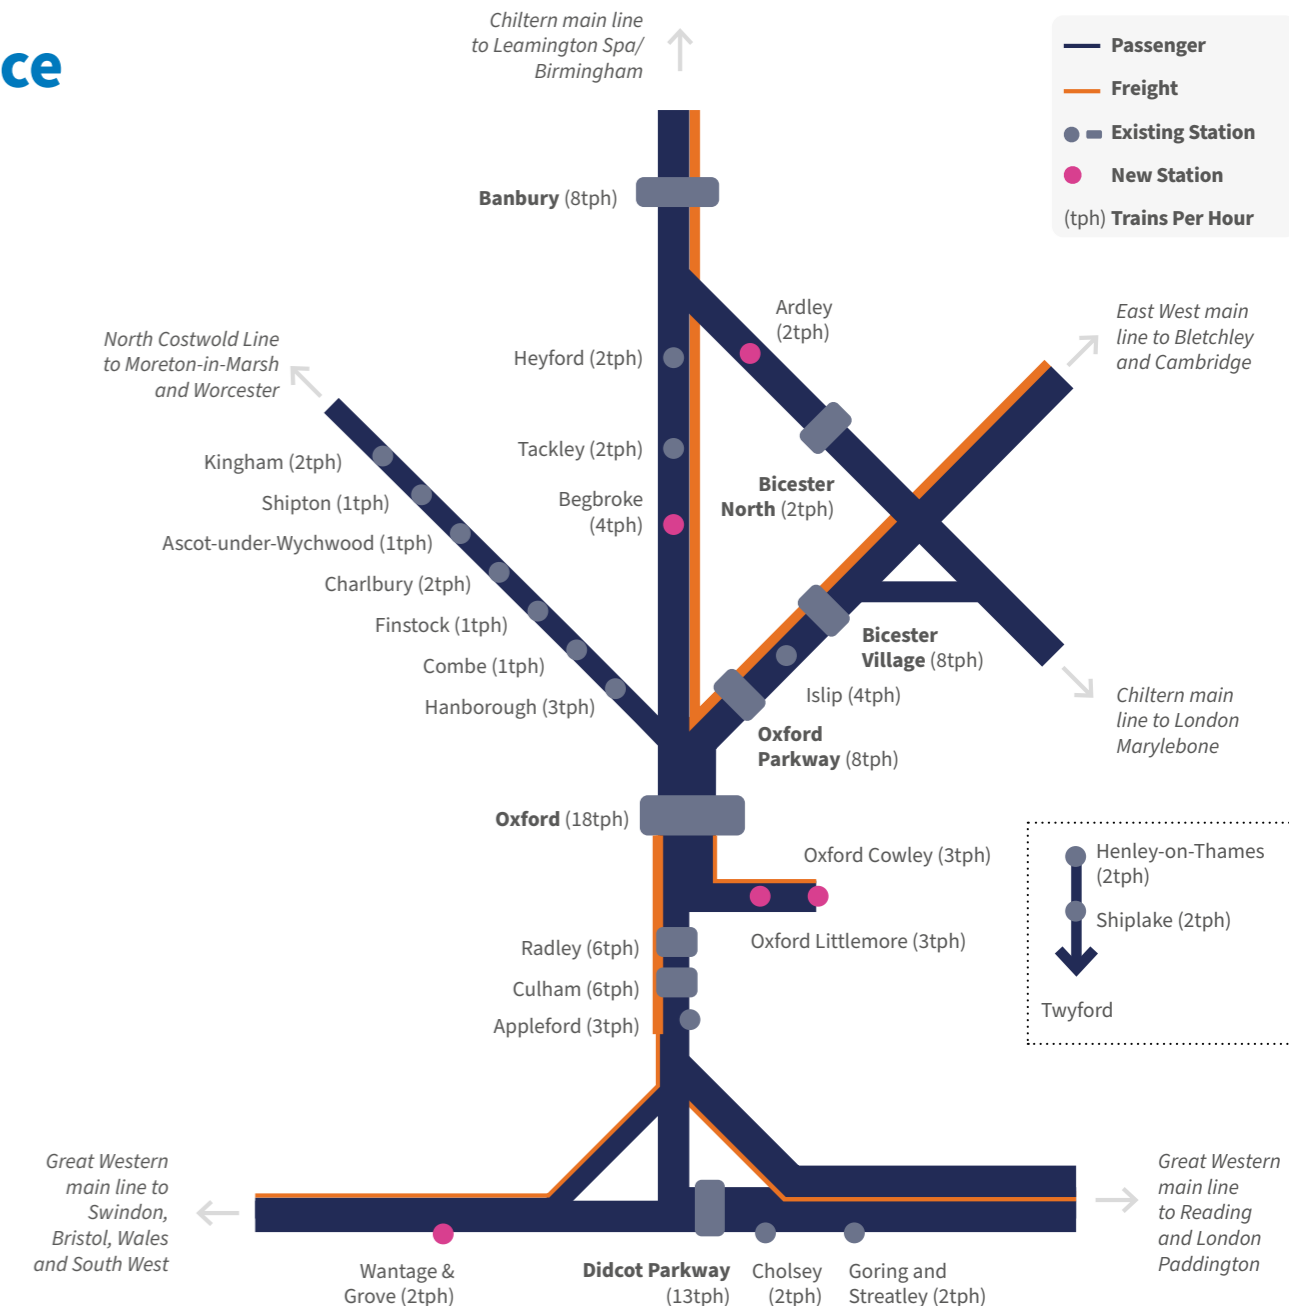 ce
Chiltern main line
to Leamington Spa/
Birmingham
Passenger
Freight
Existing Station
New Station
(tph) Trains Per Hour
Banbury (8tph)
Ardley
(2tph)
East West main
line to Bletchley
and Cambridge
North Costwold Line
to Moreton-in-Marsh
and Worcester
Heyford (2tph)
Tackley (2tph)
Begbroke
(4tph)
Bicester
North (2tph)
Kingham (2tph)
Shipton (1tph)
Ascot-under-Wychwood (1tph)
Charlbury (2tph)
Finstock (1tph)
Combe (1tph)
Hanborough (3tph)
Bicester
Village (8tph)
Islip (4tph)
Oxford
Parkway (8tph)
Chiltern main
line to London
Marylebone
Oxford (18tph)
Oxford Cowley (3tph)
Oxford Littlemore (3tph)
Henley-on-Thames
(2tph)
Shiplake (2tph)
Twyford
Radley (6tph)
Culham (6tph)
Appleford (3tph)
Great Western
main line to
Swindon,
Bristol, Wales
and South West
Great Western
main line
to Reading
and London
Paddington
Wantage &
Grove (2tph)
Didcot Parkway
(13tph)
Cholsey
(2tph)
Goring and
Streatley (2tph)